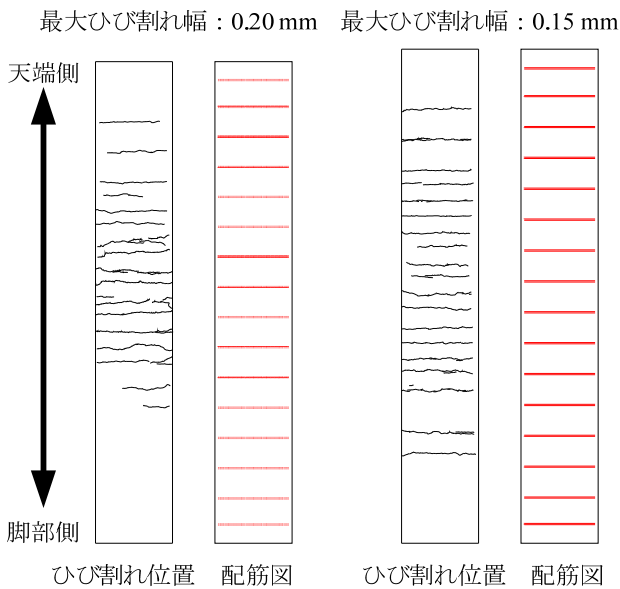 最大ひび割れ幅：0.20 mm
最大ひび割れ幅：0.15 mm
天端側
脚部側
ひび割れ位置
配筋図
ひび割れ位置
配筋図